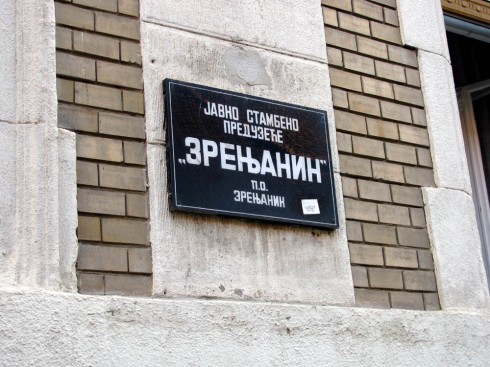 ЈАВНО СТАМБЕНО
ПРЕДУЗЕЋЕ
„ЗРЕЊАНИН"
П.О.
ЗРЕЊАНИН